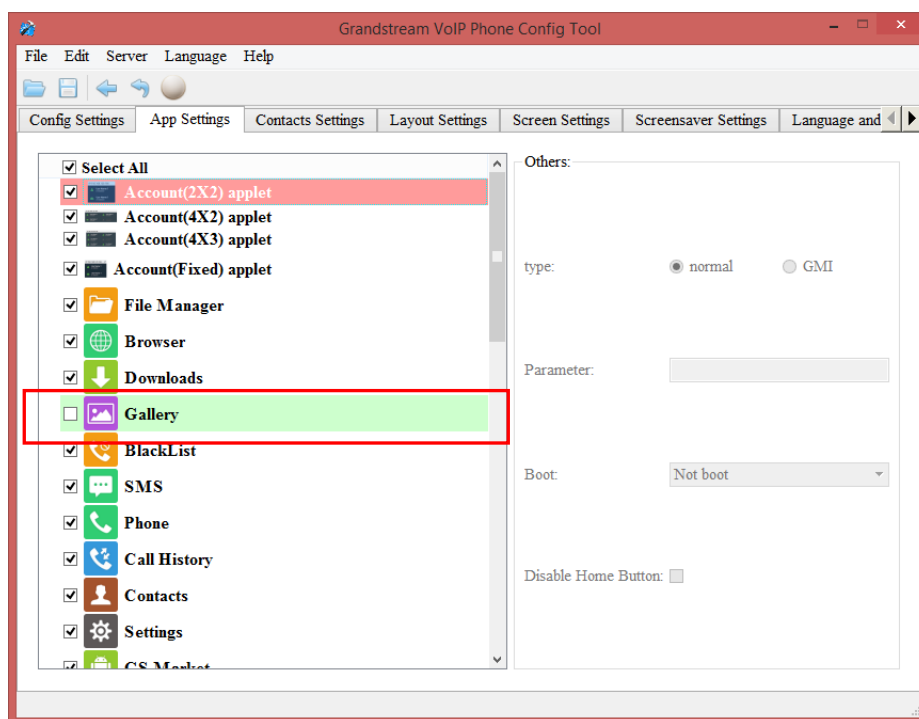 Grandstream VoIP Phone Config Tool
File Edit Server Language Help
Config Settings App Settings Contacts Settings Layout Settings Screen Settings Screensaver Settings Language and
Select All
Account(2X2) applet
Account(4X2) applet
Account(4X3) applet
Account(Fixed) applet
File Manager
Browser
Downloads
Gallery
BlackList
SMS
Phone
Call History
Contacts
Settings
GS Market
Others:
type: normal GMI
Parameter:
Boot: Not boot
Disable Home Button: